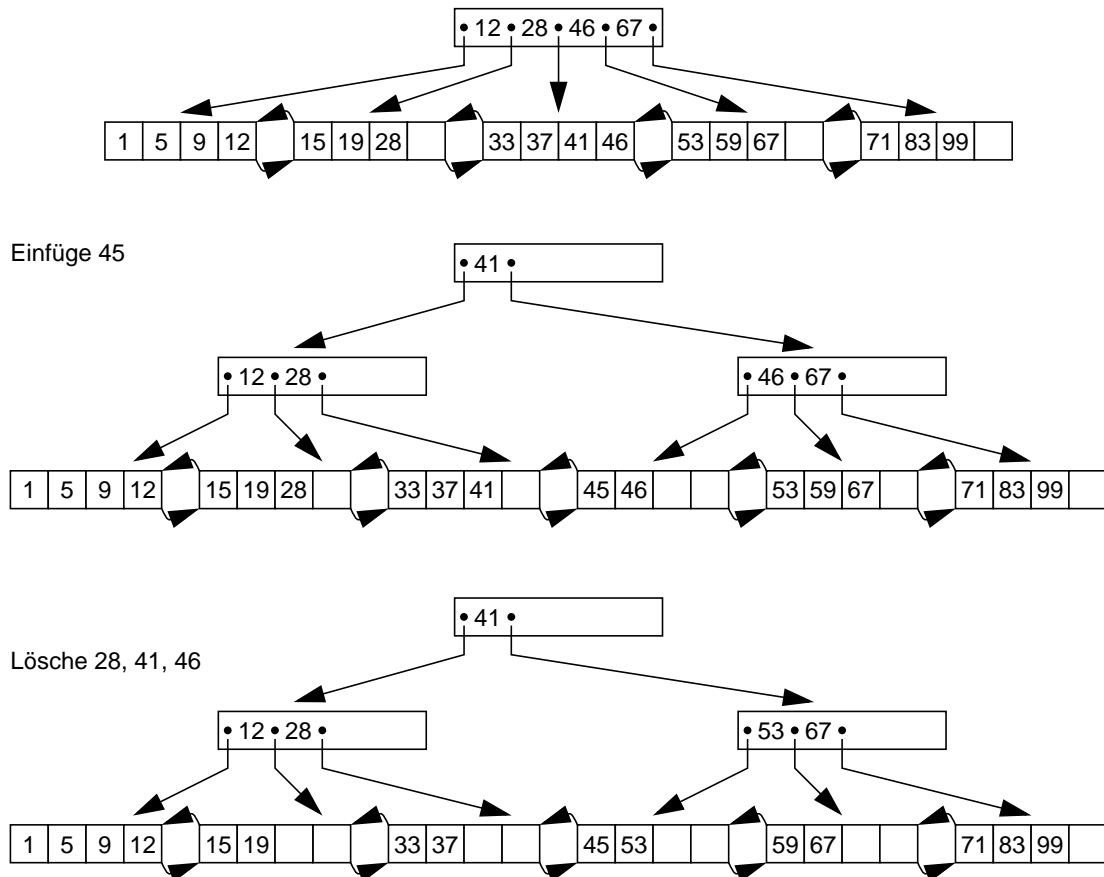 12 28 46 67
1 5 9 12 15 19 28 33 37 41 46 53 59 67 71 83 99
Einfüge 45
41
12 28 46 67
1 5 9 12 15 19 28 33 37 41 45 46 53 59 67 71 83 99
41
Lösche 28, 41, 46
12 28 53 67
1 5 9 12 15 19 33 37 45 53 59 67 71 83 99